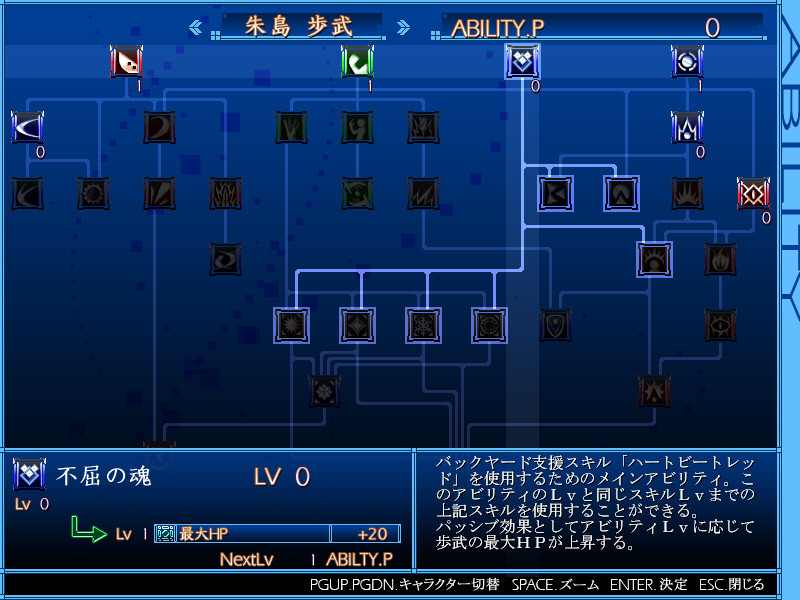 朱島 歩武
ABILITY.P 0
1
1
0
1
0
0
0
ABILITY
不屈の魂 LV 0
Lv 0
Lv 1 最大HP +20
NextLv 1 ABILTY.P
バックヤード支援スキル「ハートビートレッ
ド」を使用するためのメインアビリティ。こ
のアビリティのＬｖと同じスキルＬｖまでの
上記スキルを使用することができる。
パッシブ効果としてアビリティＬｖに応じて
歩武の最大ＨＰが上昇する。
PGUP.PGDN.キャラクター切替 SPACE.ズーム ENTER.決定 ESC.閉じる